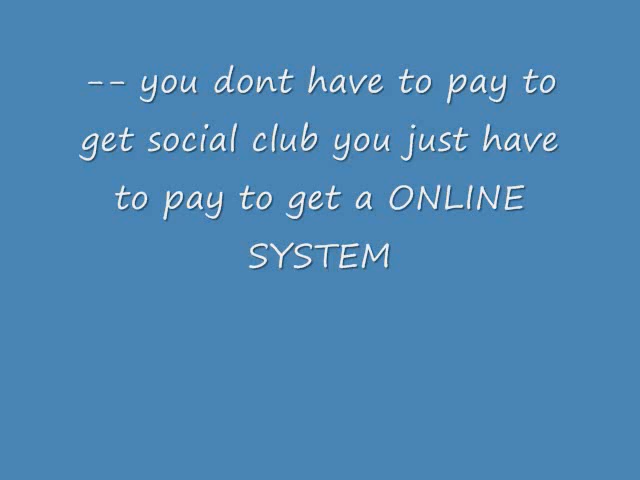 -- you dont have to pay to
get social club you just have
to pay to get a ONLINE
SYSTEM